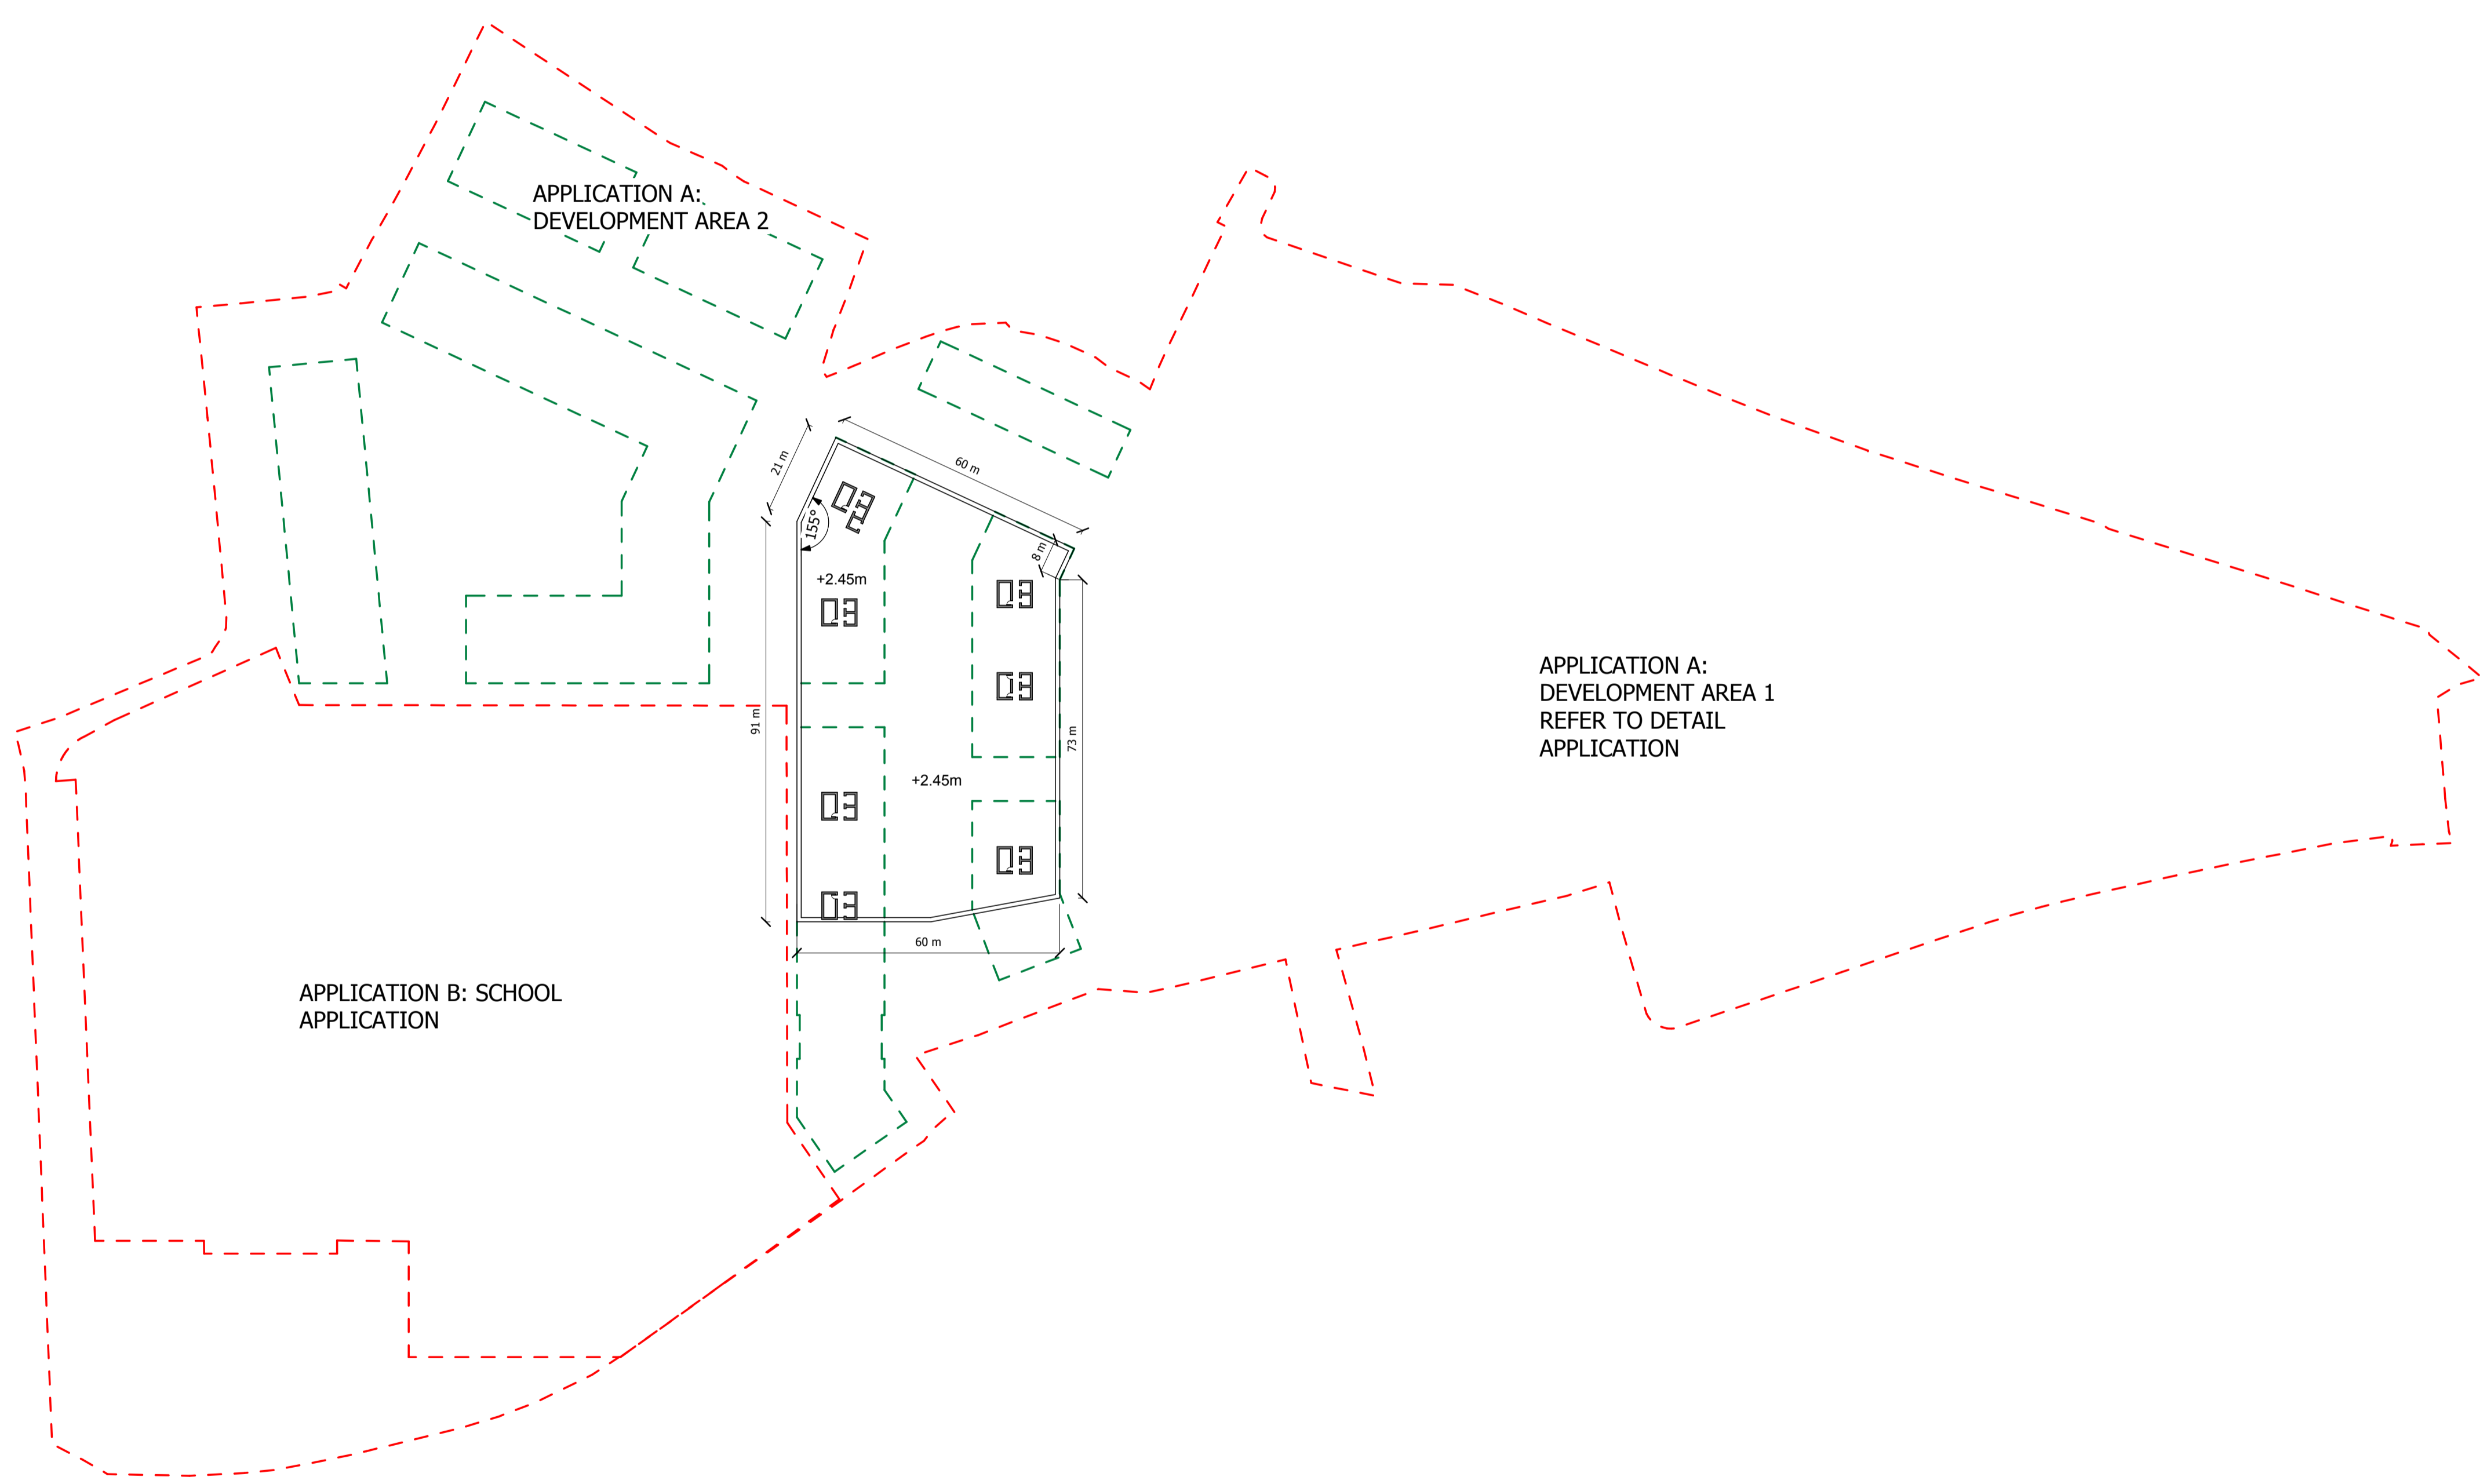 APPLICATION A:
DEVELOPMENT AREA 2
21 m
60 m
155°
8 m
+2.45m
APPLICATION A:
DEVELOPMENT AREA 1
REFER TO DETAIL
APPLICATION
91 m
73 m
+2.45m
60 m
APPLICATION B: SCHOOL
APPLICATION